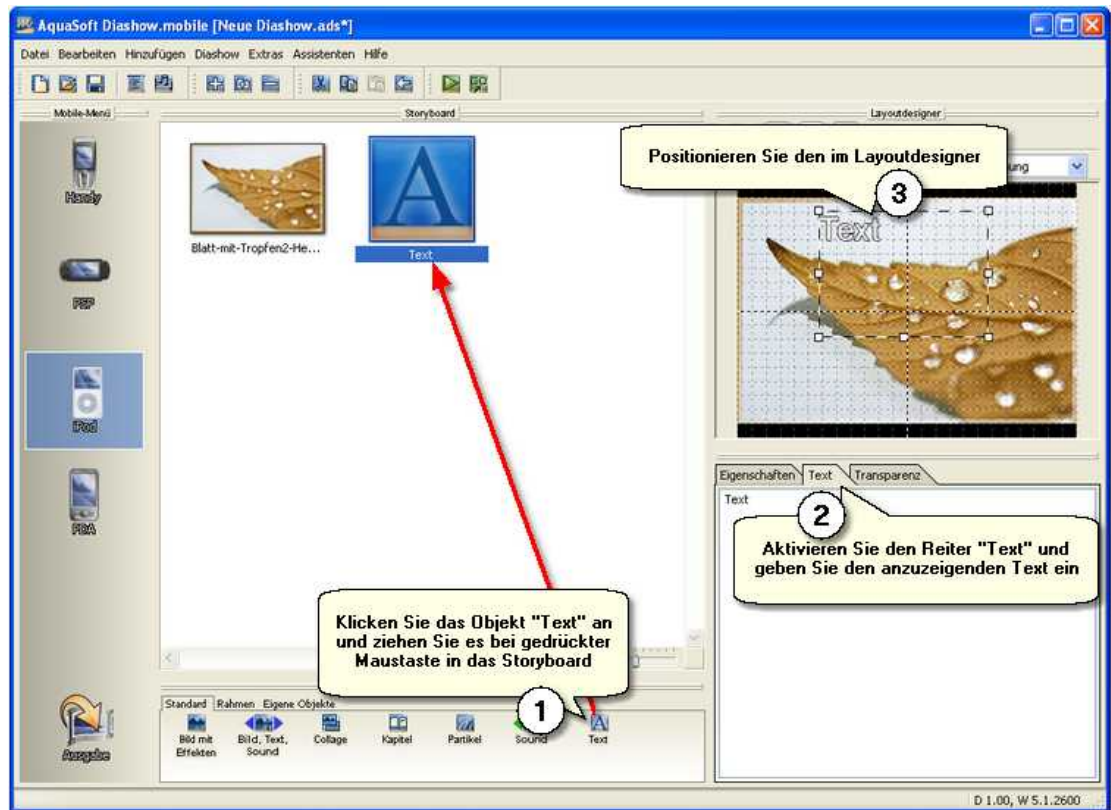 AquaSoft Diashow.mobile [Neue Diashow.ads*]
Datei Bearbeiten Hinzufügen Diashow Extras Assistenten Hilfe
Mobile-Menü
Storyboard
Layoutdesigner
Handy
PSP
iPod
PDA
Ausgabe
Blatt-mit-Tropfen2-He...
Text
Positionieren Sie den im Layoutdesigner
3
ung
Text
Eigenschaften Text Transparenz
Text
2
Aktivieren Sie den Reiter "Text" und
geben Sie den anzuzeigenden Text ein
Klicken Sie das Objekt "Text" an
und ziehen Sie es bei gedrückter
Maustaste in das Storyboard
1
Standard Rahmen Eigene Objekte
Bild mit
Effekten
Bild, Text,
Sound
Collage
Kapitel
Partikel
Sound
Text
D 1.00, W 5.1.2600